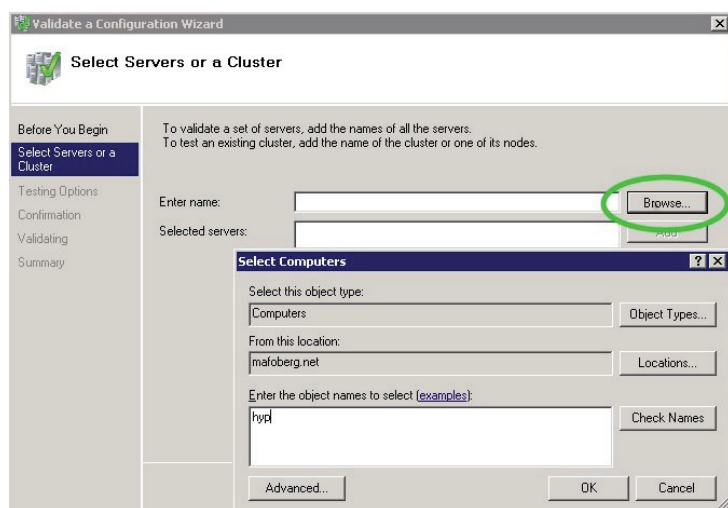 Validate a Configuration Wizard
Select Servers or a Cluster
Before You Begin
Select Servers or a
Cluster
Testing Options
Confirmation
Validating
Summary
To validate a set of servers, add the names of all the servers.
To test an existing cluster, add the name of the cluster or one of its nodes.
Enter name:
Browse...
Selected servers:
Add
Select Computers
Select this object type:
Computers
Object Types...
From this location:
mafoberg.net
Locations...
Enter the object names to select (examples):
hyp
Check Names
Advanced...
OK
Cancel